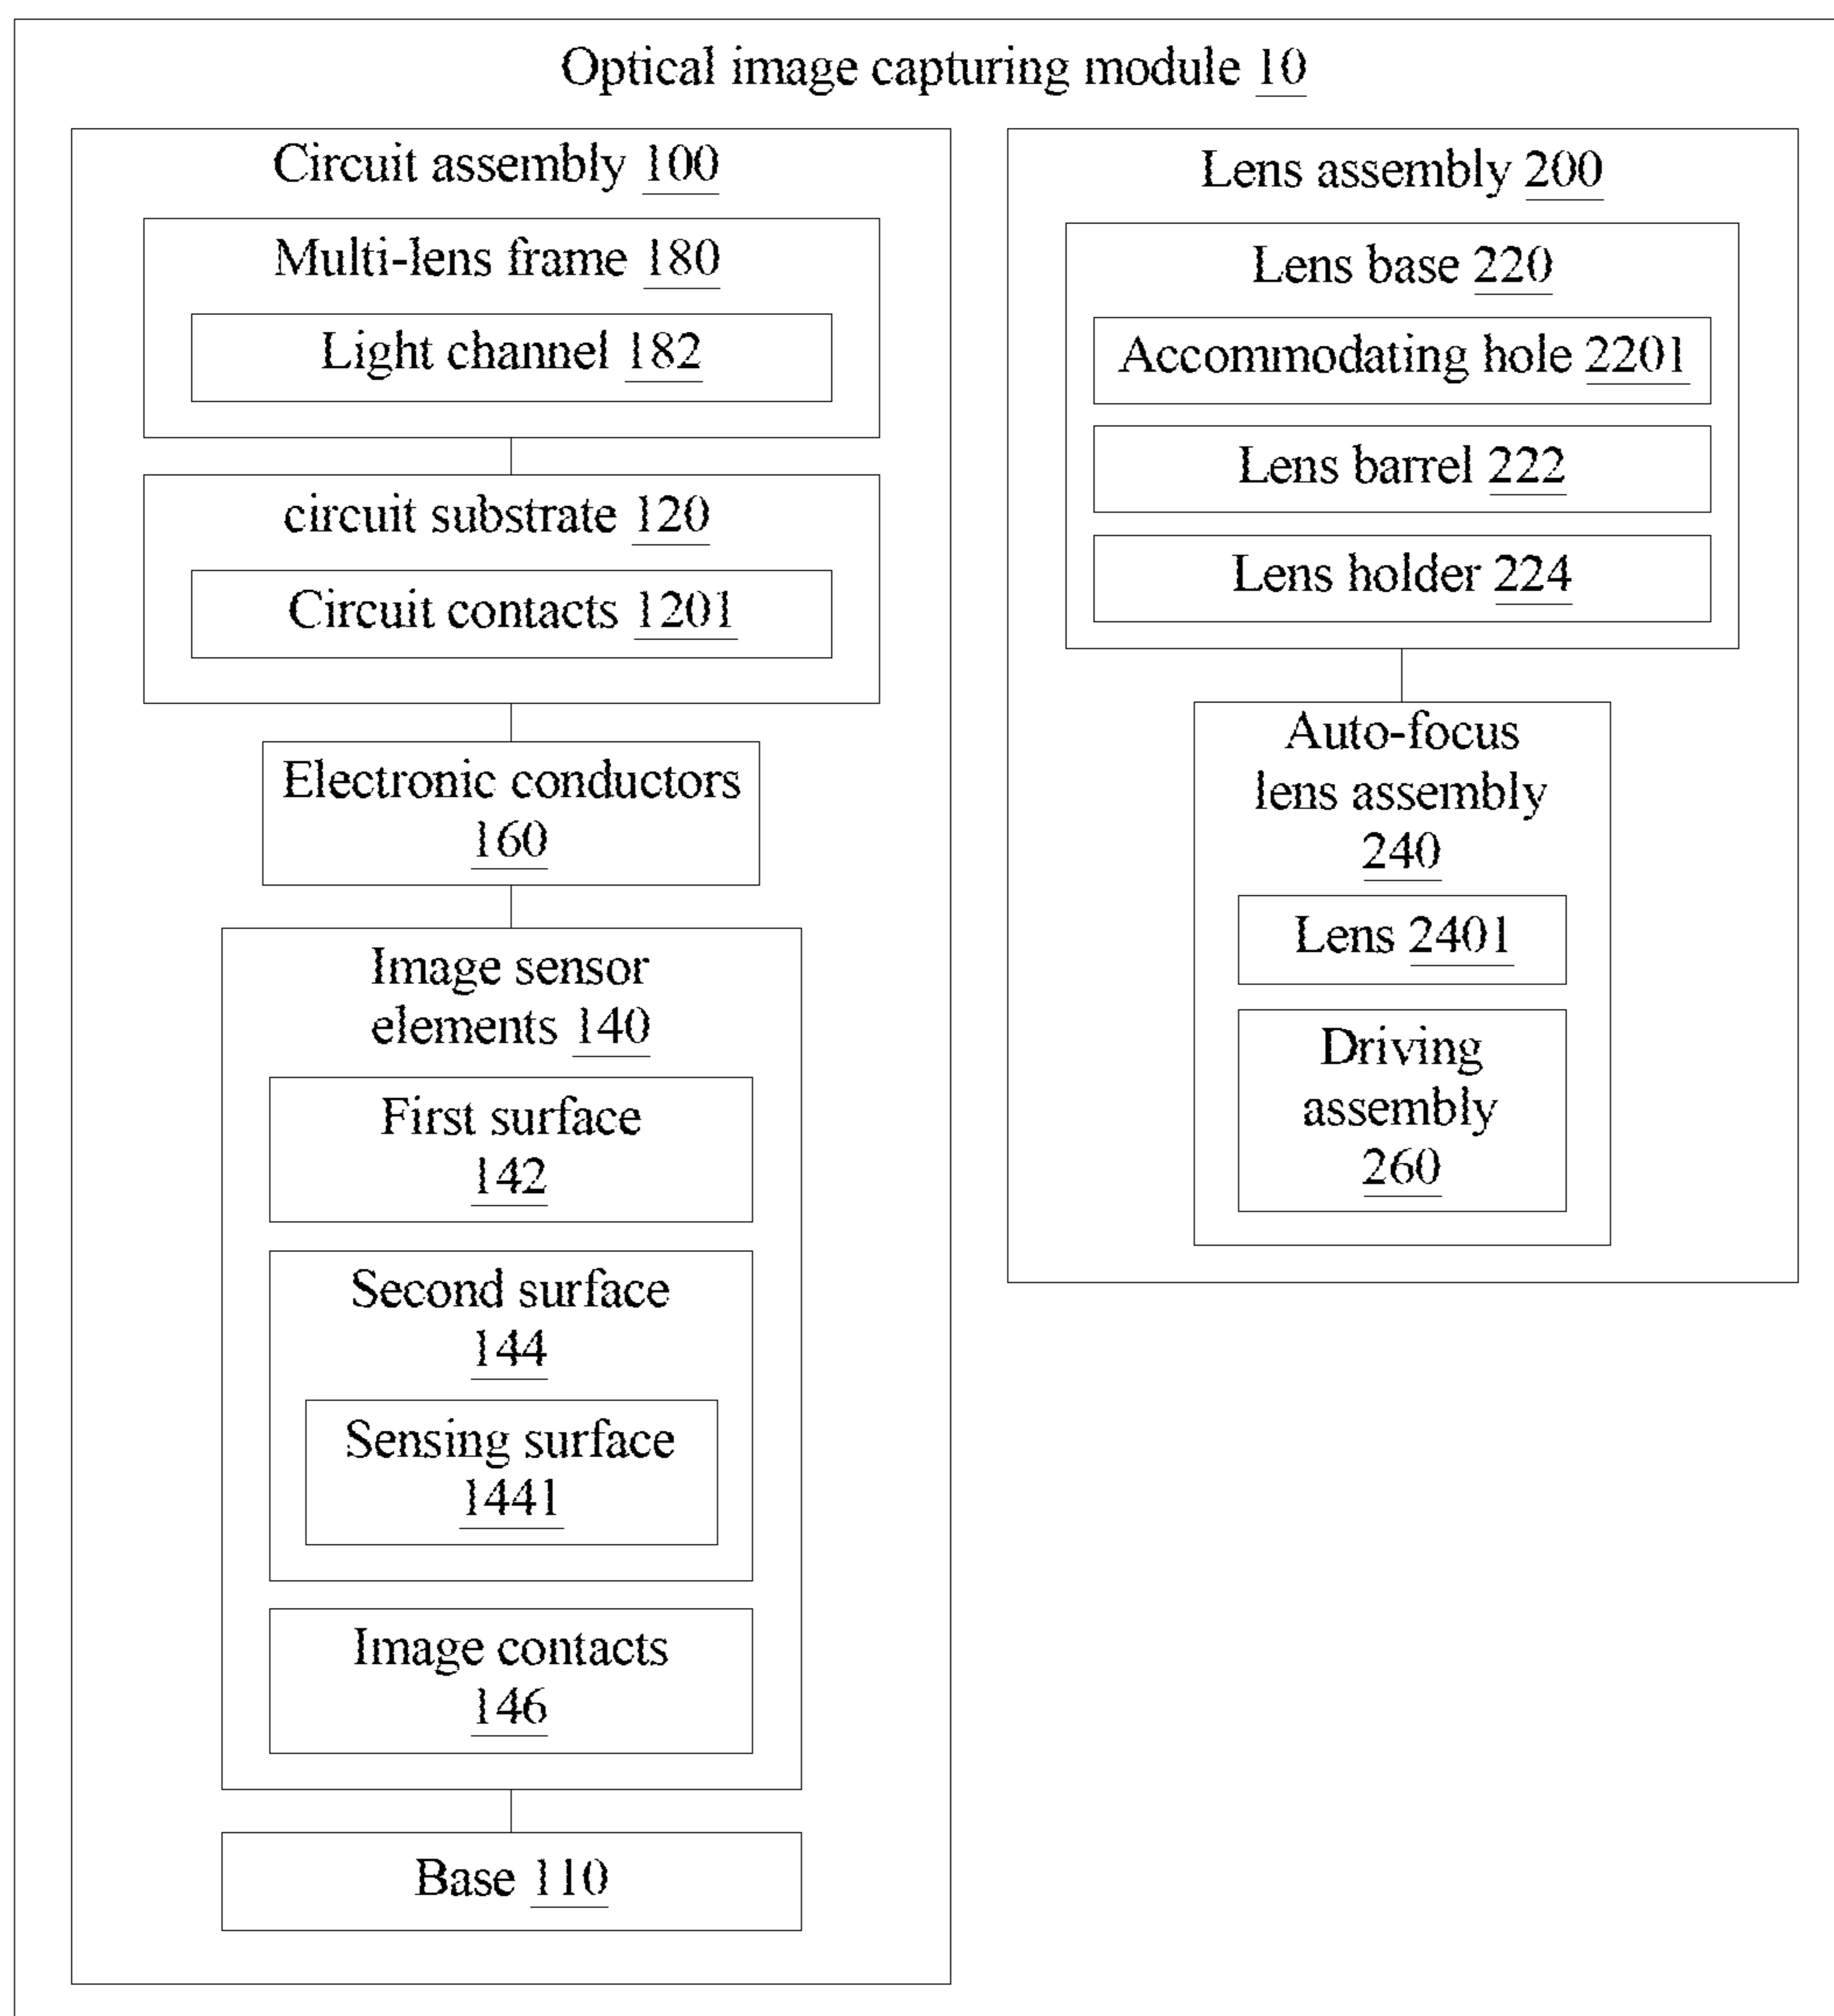 Optical image capturing module 10
Circuit assembly 100
Multi-lens frame 180
Light channel 182
circuit substrate 120
Circuit contacts 1201
Electronic conductors
160
Image sensor
elements 140
First surface
142
Second surface
144
Sensing surface
1441
Image contacts
146
Base 110
Lens assembly 200
Lens base 220
Accommodating hole 2201
Lens barrel 222
Lens holder 224
Auto-focus
lens assembly
240
Lens 2401
Driving
assembly
260